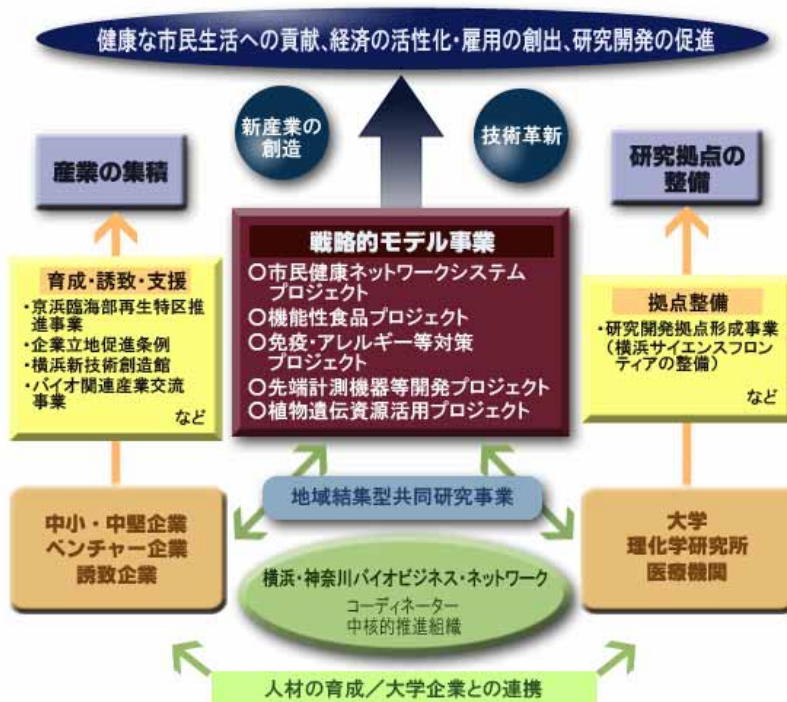 健康な市民生活への貢献、経済の活性化・雇用の創出、研究開発の促進
新産業の
創造
技術革新
産業の集積
研究拠点の
整備
戦略的モデル事業
○市民健康ネットワークシステム
プロジェクト
○機能性食品プロジェクト
○免疫・アレルギー等対策
プロジェクト
○先端計測機器等開発プロジェクト
○植物遺伝資源活用プロジェクト
育成・誘致・支援
・京浜臨海部再生特区推
進事業
・企業立地促進条例
・横浜新技術創造館
・バイオ関連産業交流
事業
など
拠点整備
・研究開発拠点形成事業
（横浜サイエンスフロン
ティアの整備）
など
地域結集型共同研究事業
中小・中堅企業
ベンチャー企業
誘致企業
大学
理化学研究所
医療機関
横浜・神奈川バイオビジネス・ネットワーク
コーディネーター
中核的推進組織
人材の育成／大学企業との連携